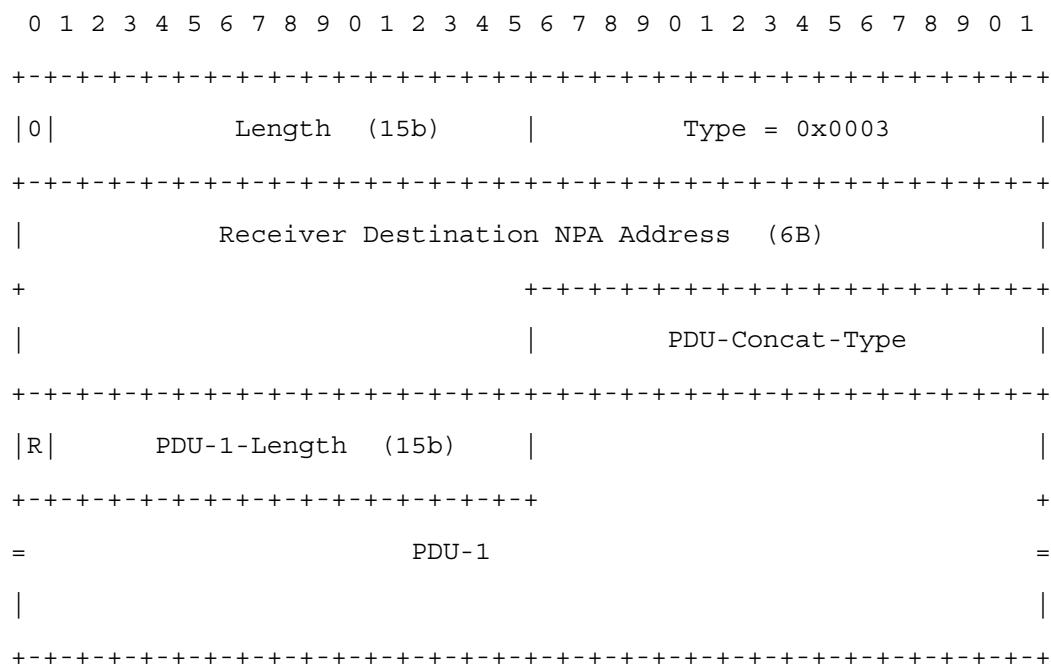 0 1 2 3 4 5 6 7 8 9 0 1 2 3 4 5 6 7 8 9 0 1 2 3 4 5 6 7 8 9 0 1
+-+-+-+-+-+-+-+-+-+-+-+-+-+-+-+-+-+-+-+-+-+-+-+-+-+-+-+-+-+-+-+-+
|0|           Length  (15b)       |         Type = 0x0003         |
+-+-+-+-+-+-+-+-+-+-+-+-+-+-+-+-+-+-+-+-+-+-+-+-+-+-+-+-+-+-+-+-+
|            Receiver Destination NPA Address  (6B)             |
+                               +-+-+-+-+-+-+-+-+-+-+-+-+-+-+-+-+
|                               |        PDU-Concat-Type        |
+-+-+-+-+-+-+-+-+-+-+-+-+-+-+-+-+-+-+-+-+-+-+-+-+-+-+-+-+-+-+-+-+
|R|      PDU-1-Length  (15b)    |                               |
+-+-+-+-+-+-+-+-+-+-+-+-+-+-+-+-+                               +
=                        PDU-1                                  =
|                                                               |
+-+-+-+-+-+-+-+-+-+-+-+-+-+-+-+-+-+-+-+-+-+-+-+-+-+-+-+-+-+-+-+-+